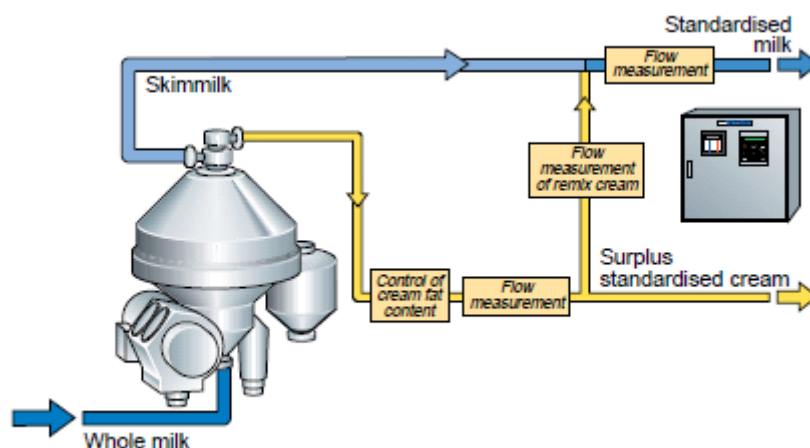 Standardised
milk
Flow
measurement
Skimmilk
Flow
measurement
of remix cream
Surplus
standardised cream
Control of
cream fat
content
Flow
measurement
Whole milk